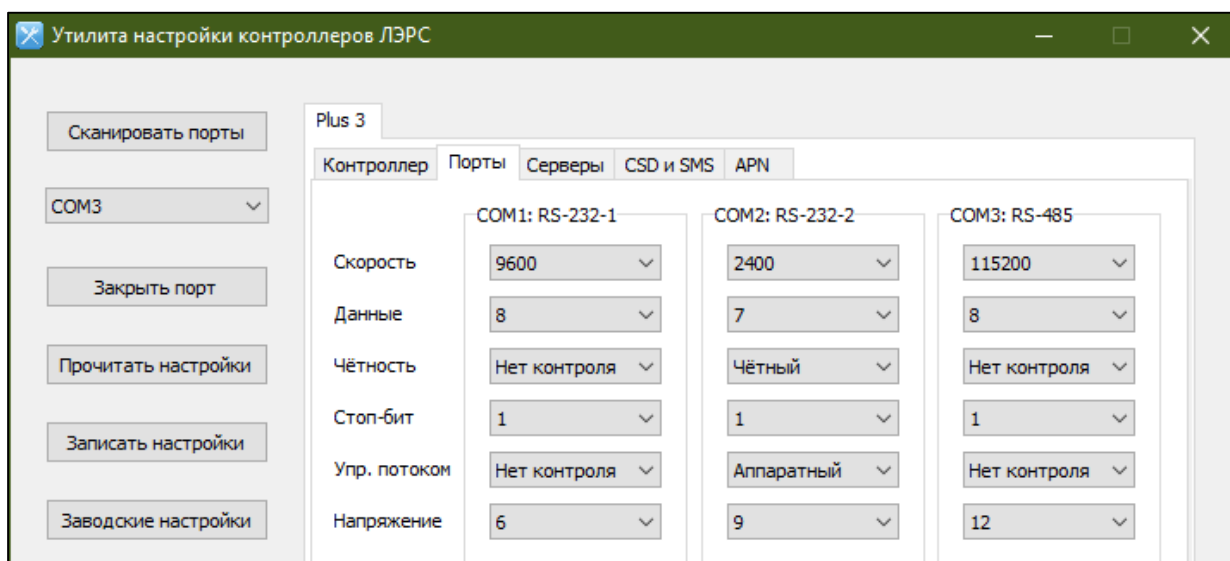 Утилита настройки контроллеров ЛЭРС
Сканировать порты
COM3
Закрыть порт
Прочитать настройки
Записать настройки
Заводские настройки
Plus 3
Контроллер Порты Серверы CSD и SMS APN
COM1: RS-232-1 COM2: RS-232-2 COM3: RS-485
Скорость 9600 2400 115200
Данные 8 7 8
Чётность Нет контроля Чётный Нет контроля
Стоп-бит 1 1 1
Упр. потоком Нет контроля Аппаратный Нет контроля
Напряжение 6 9 12